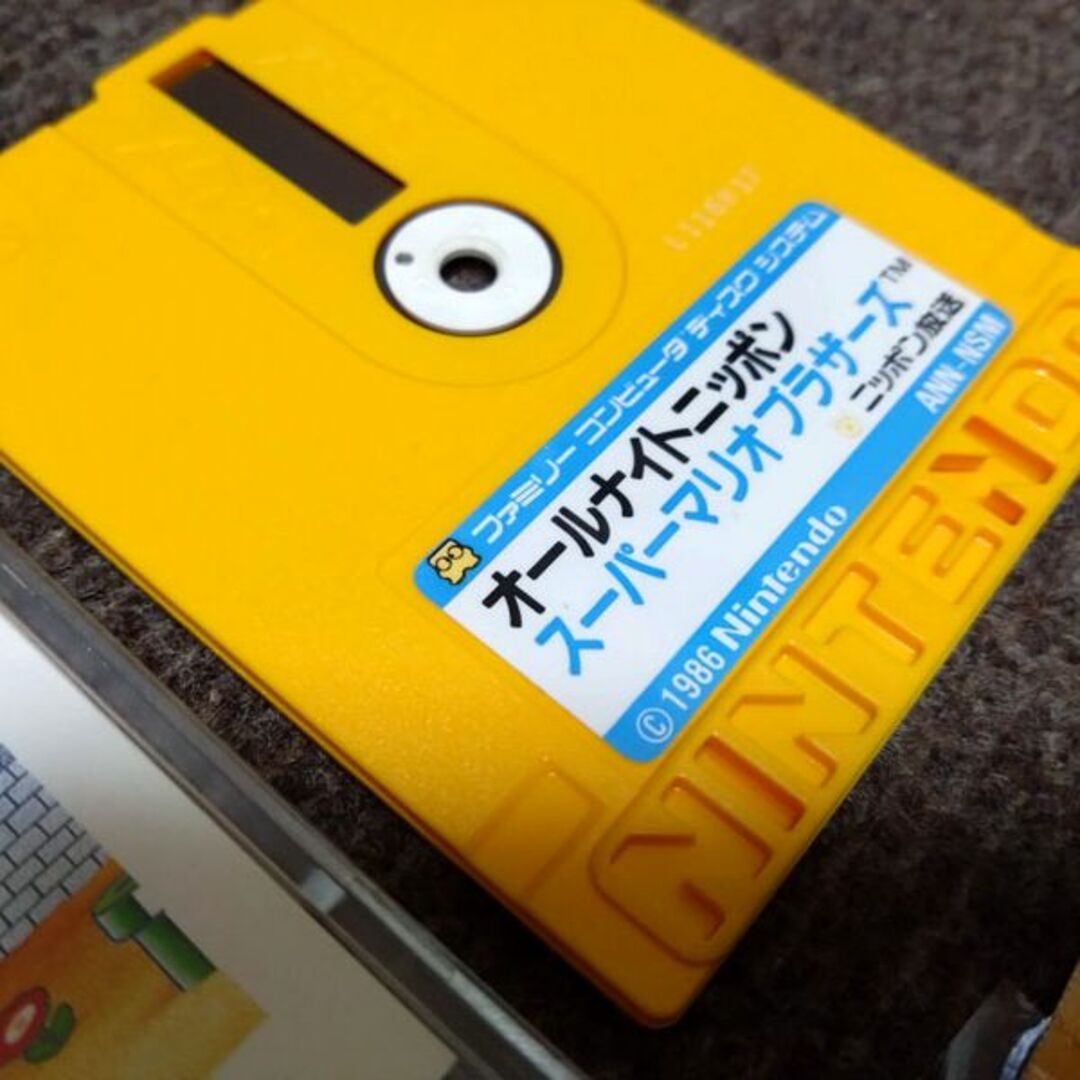 ファミリー コンピュータ ディスク システム
オールナイトニッポン
スーパーマリオブラザーズ™
ニッポン放送
© 1986 Nintendo ANN-NSM
NINTENDO